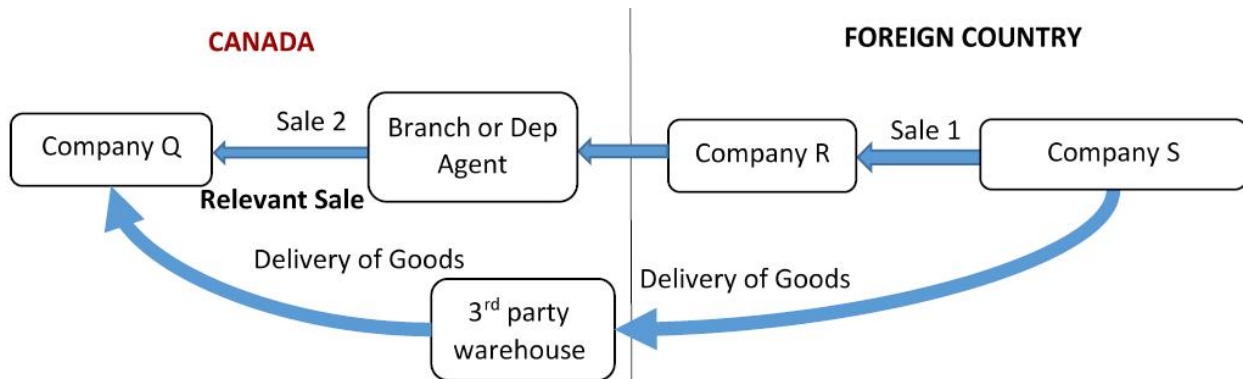 CANADA
FOREIGN COUNTRY
Company Q
Sale 2
Branch or Dep
Agent
Company R
Sale 1
Company S
Relevant Sale
Delivery of Goods
Delivery of Goods
3rd party
warehouse